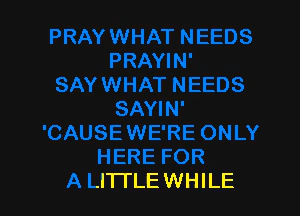 PRAY WHAT NEEDS
PRAYIN'
SAY WHAT NEEDS
SAYIN'
'CAUSE WE'RE ONLY
HERE FOR
A LITTLE WHILE